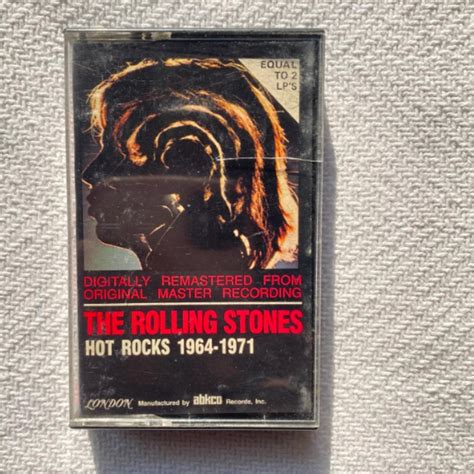 EQUAL
TO 2
LP'S
DIGITALLY REMASTERED FROM
ORIGINAL MASTER RECORDING
THE ROLLING STONES
HOT ROCKS 1964-1971
LONDON Manufactured by abkco Records, Inc.